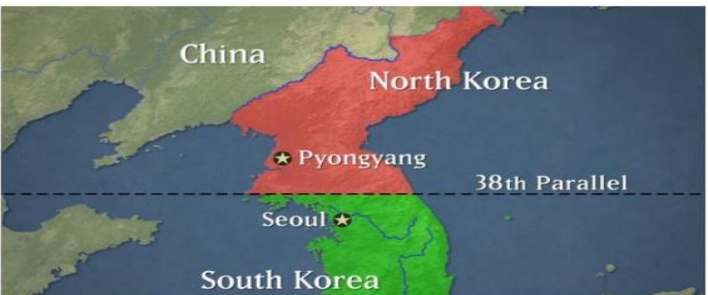 China
North Korea
Pyongyang
38th Parallel
Seoul
South Korea